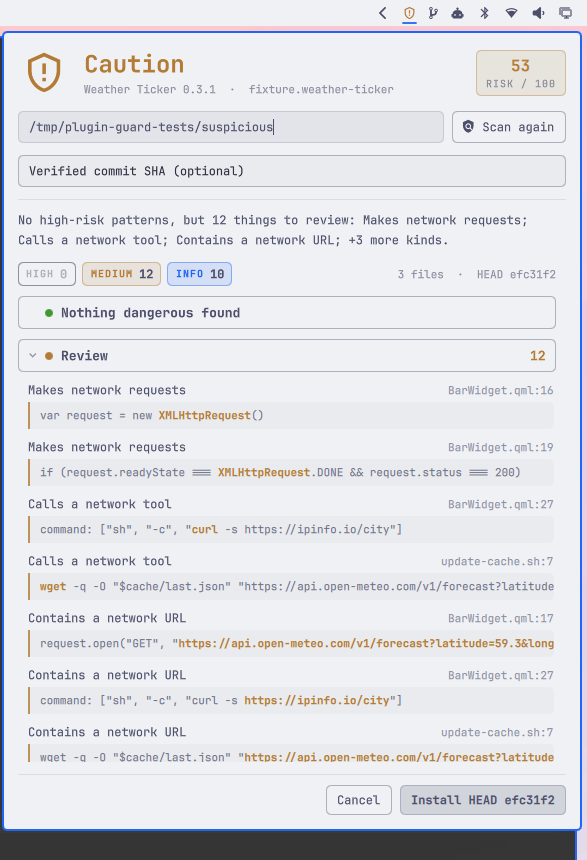 Caution
Weather Ticker 0.3.1 · fixture.weather-ticker
53
RISK / 100
/tmp/plugin-guard-tests/suspicious
Scan again
Verified commit SHA (optional)
No high-risk patterns, but 12 things to review: Makes network requests;
Calls a network tool; Contains a network URL; +3 more kinds.
HIGH 0
MEDIUM 12
INFO 10
3 files · HEAD efc31f2
Nothing dangerous found
Review 12
Makes network requests BarWidget.qml:16
var request = new XMLHttpRequest()
Makes network requests BarWidget.qml:19
if (request.readyState === XMLHttpRequest.DONE && request.status === 200)
Calls a network tool BarWidget.qml:27
command: ["sh", "-c", "curl -s https://ipinfo.io/city"]
Calls a network tool update-cache.sh:7
wget -q -O "$cache/last.json" "https://api.open-meteo.com/v1/forecast?latitude
Contains a network URL BarWidget.qml:17
request.open("GET", "https://api.open-meteo.com/v1/forecast?latitude=59.3&long
Contains a network URL BarWidget.qml:27
command: ["sh", "-c", "curl -s https://ipinfo.io/city"]
Contains a network URL update-cache.sh:7
wget -q -O "$cache/last.json" "https://api.open-meteo.com/v1/forecast?latitude
Cancel
Install HEAD efc31f2